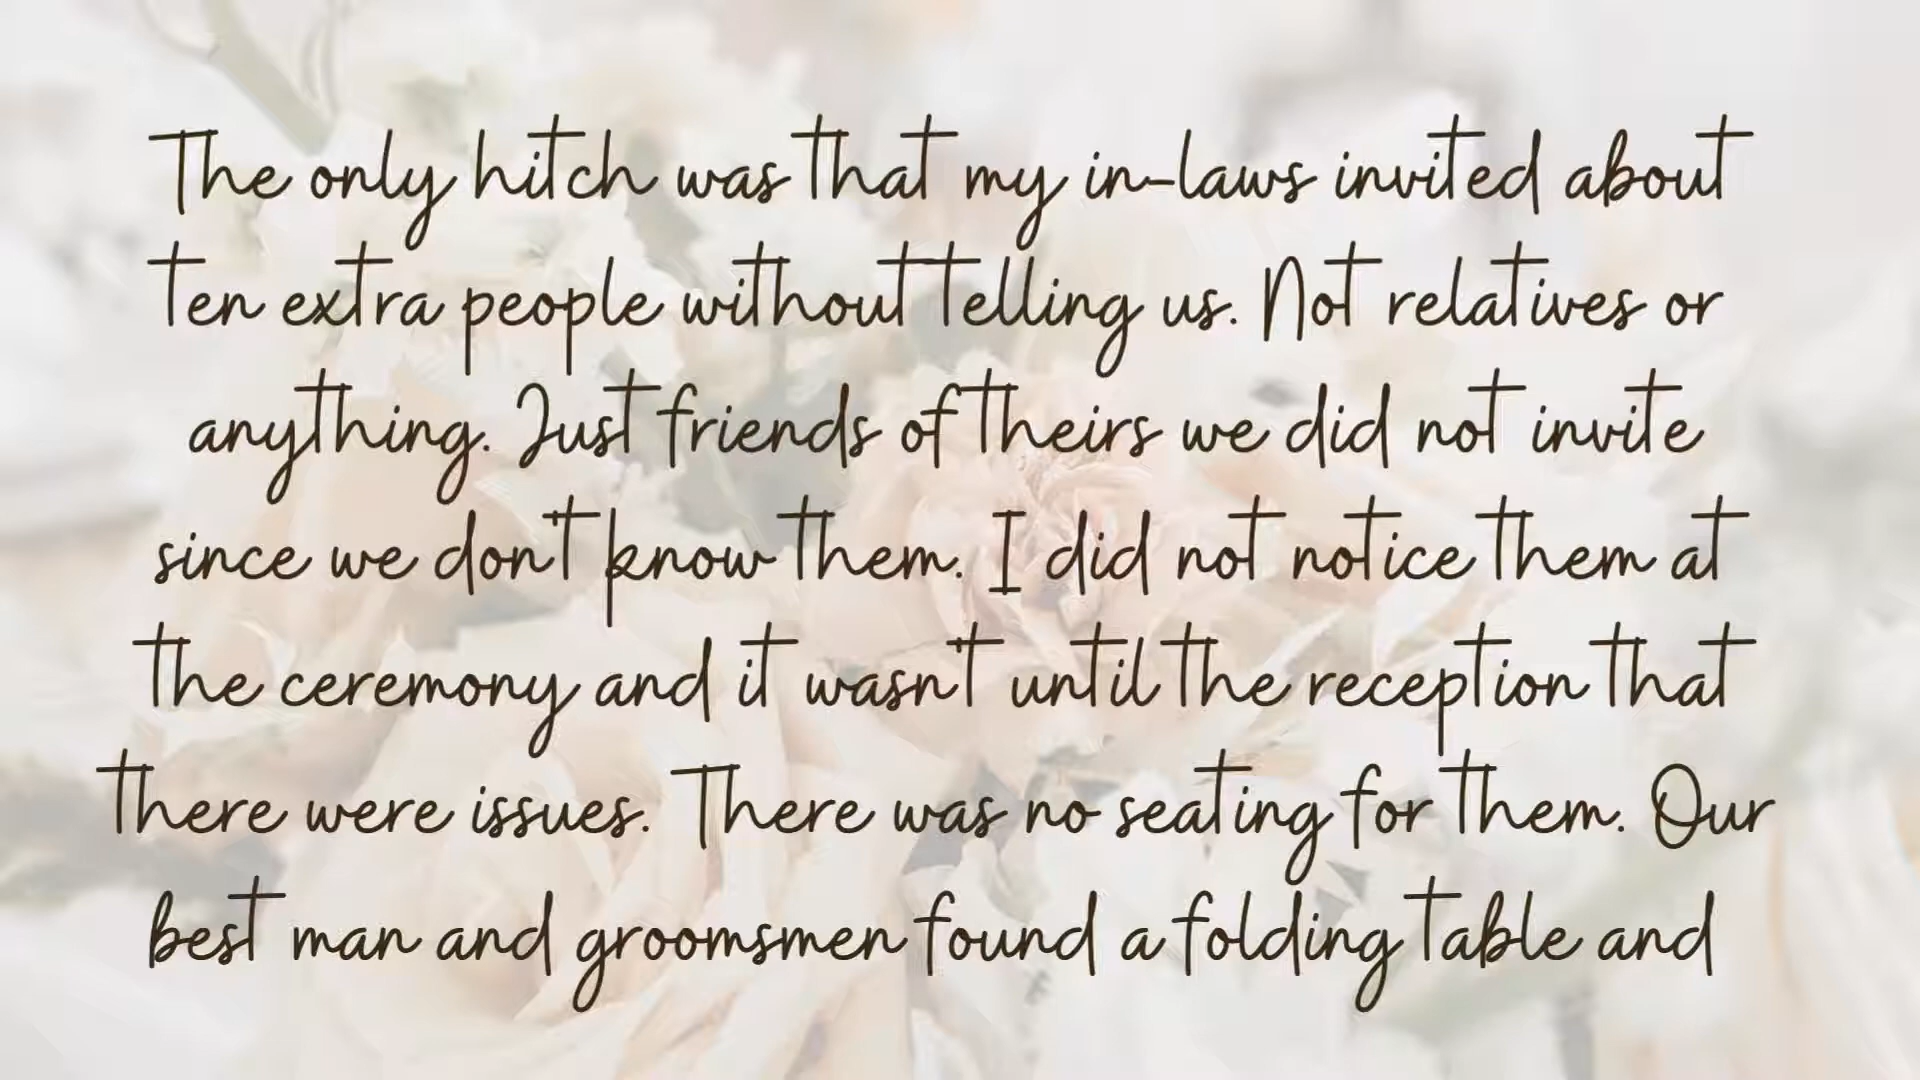 The only hitch was that my in-laws invited about
ten extra people without telling us. Not relatives or
anything. Just friends of theirs we did not invite
since we don't know them. I did not notice them at
the ceremony and it wasn't until the reception that
there were issues. There was no seating for them. Our
best man and groomsmen found a folding table and